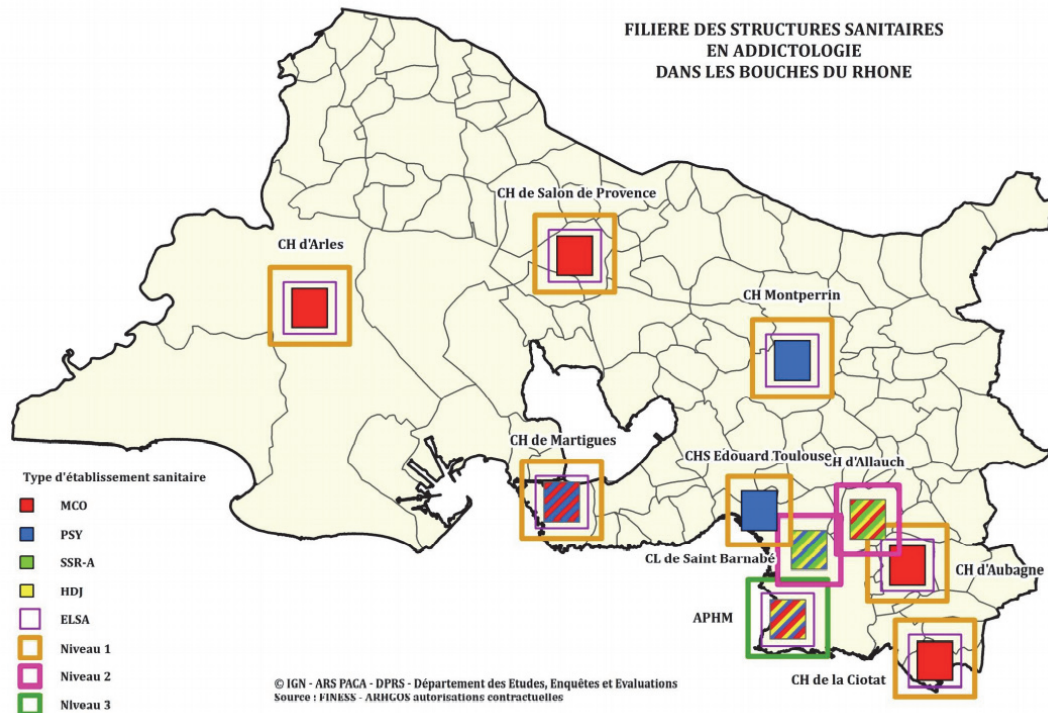 FILIERE DES STRUCTURES SANITAIRES
EN ADDICTOLOGIE
DANS LES BOUCHES DU RHONE
CH de Salon de Provence
CH d'Arles
CH Montperrin
CH de Martigues
CHS Edouard Toulouse
CH d'Allauch
CL de Saint Barnabé
CH d'Aubagne
APHM
CH de la Ciotat
Type d'établissement sanitaire
MCO
PSY
SSR-A
HDJ
ELSA
Niveau 1
Niveau 2
Niveau 3
© IGN - ARS PACA - DPRS - Département des Etudes, Enquêtes et Evaluations
Source : FINESS - ARHGOS autorisations contractuelles